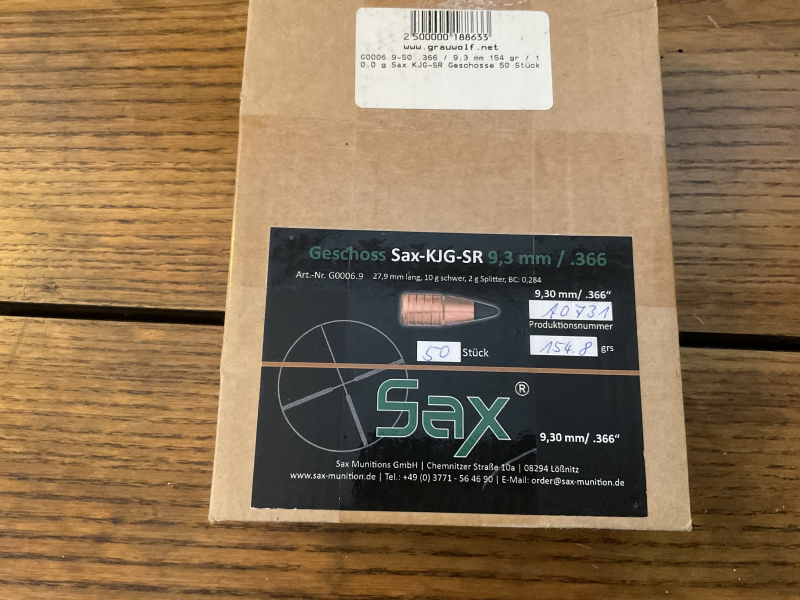 2 500000 188633
www.grauwolf.net
G0006.9-50 .366 / 9,3 mm 154 gr / 1
0,0 g Sax KJG-SR Geschosse 50 Stück
Geschoss Sax-KJG-SR 9,3 mm / .366
Art.-Nr. G0006.9 27,9 mm lang, 10 g schwer, 2 g Splitter, BC: 0,284
9,30 mm/ .366“
10731
Produktionsnummer
50 Stück
154.8 grs
Sax®
9,30 mm/ .366“
Sax Munitions GmbH | Chemnitzer Straße 10a | 08294 Lößnitz
www.sax-munition.de | Tel.: +49 (0) 3771 - 56 46 90 | E-Mail: order@sax-munition.de